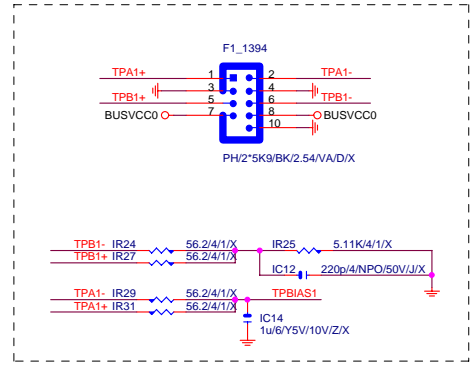 F1_1394
TPA1+ 1 2 TPA1-
3 4
TPB1+ 5 6 TPB1-
BUSVCC0 7 8 BUSVCC0
10
PH/2*5K9/BK/2.54/VA/D/X
TPB1- IR24 56.2/4/1/X IR25 5.11K/4/1/X
TPB1+ IR27 56.2/4/1/X
IC12 220p/4/NPO/50V/J/X
TPA1- IR29 56.2/4/1/X TPBIAS1
TPA1+ IR31 56.2/4/1/X
IC14
1u/6/Y5V/10V/Z/X